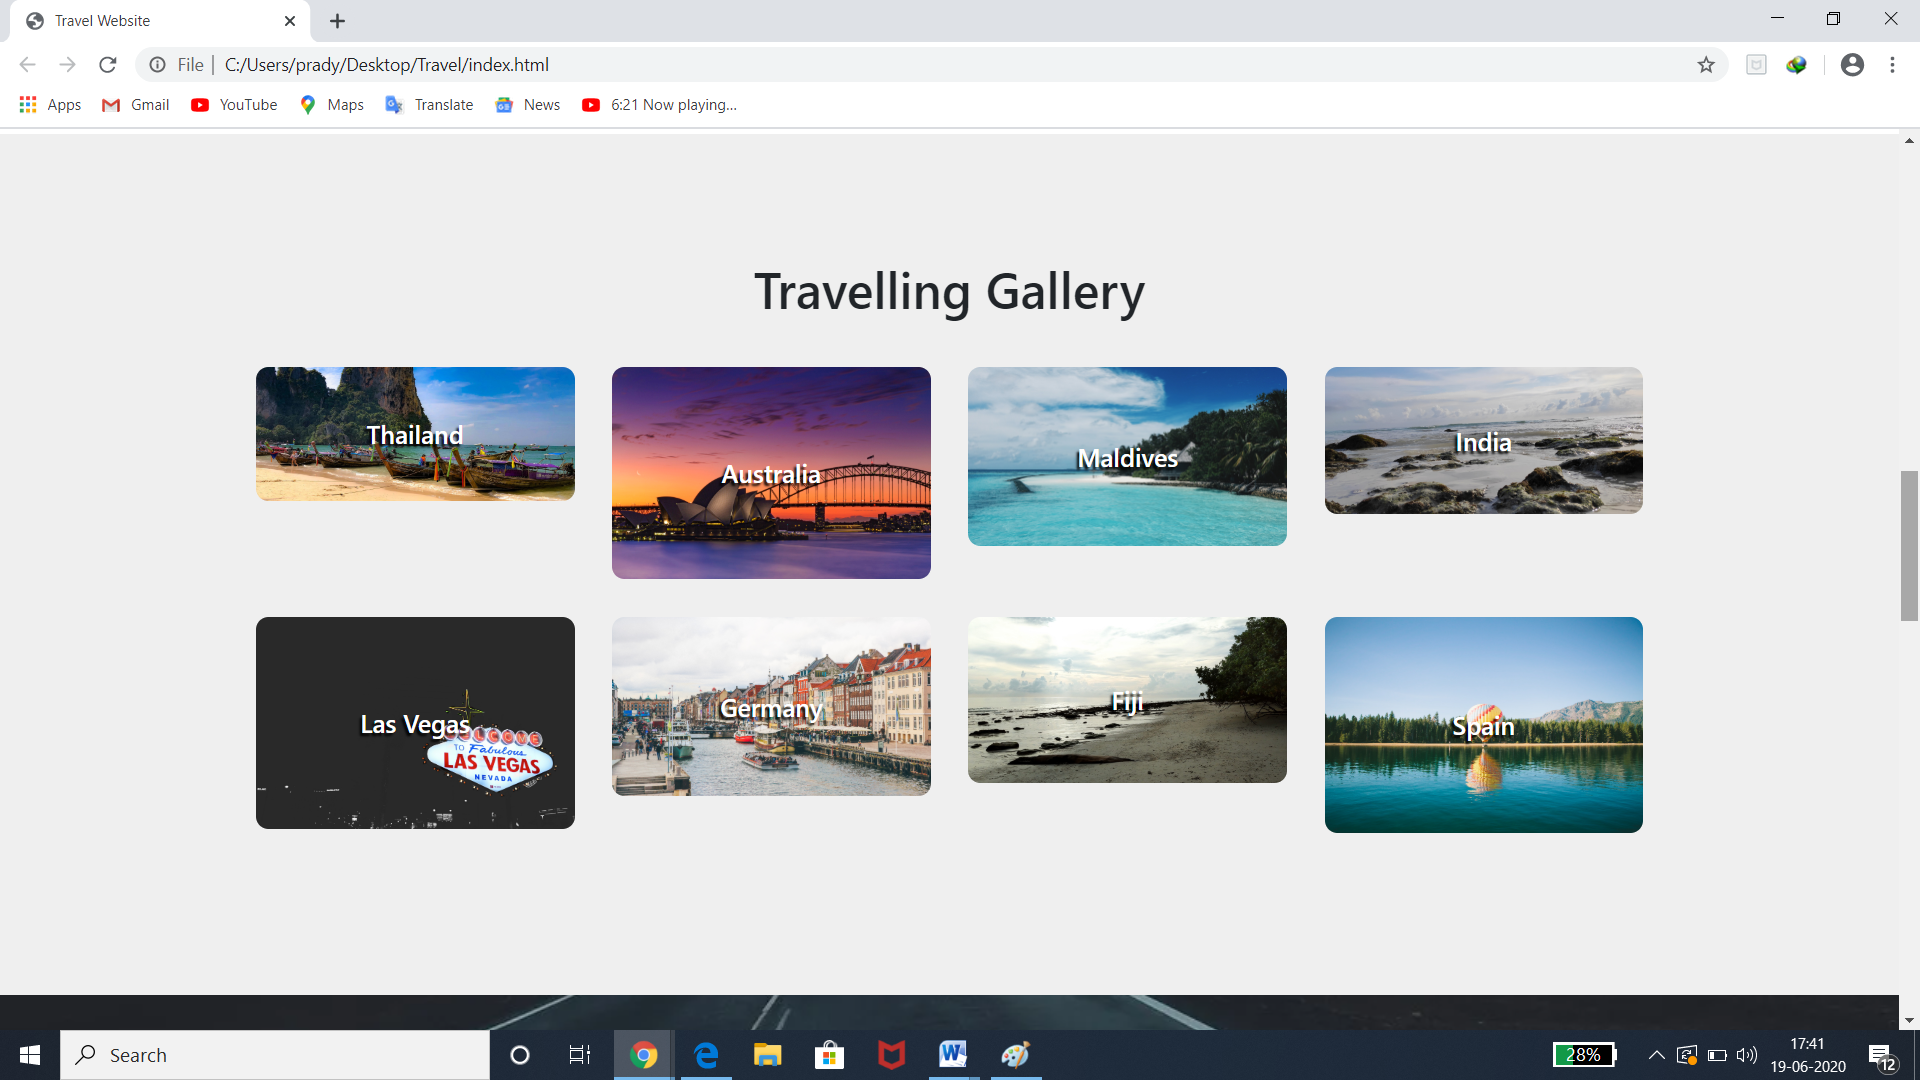 Travel Website
File | C:/Users/prady/Desktop/Travel/index.html
Apps Gmail YouTube Maps Translate News 6:21 Now playing...
Travelling Gallery
Thailand
Australia
Maldives
India
Las Vegas
WELCOME
TO Fabulous
LAS VEGAS
NEVADA
Germany
Fiji
Spain
Search
28%
17:41
19-06-2020
12